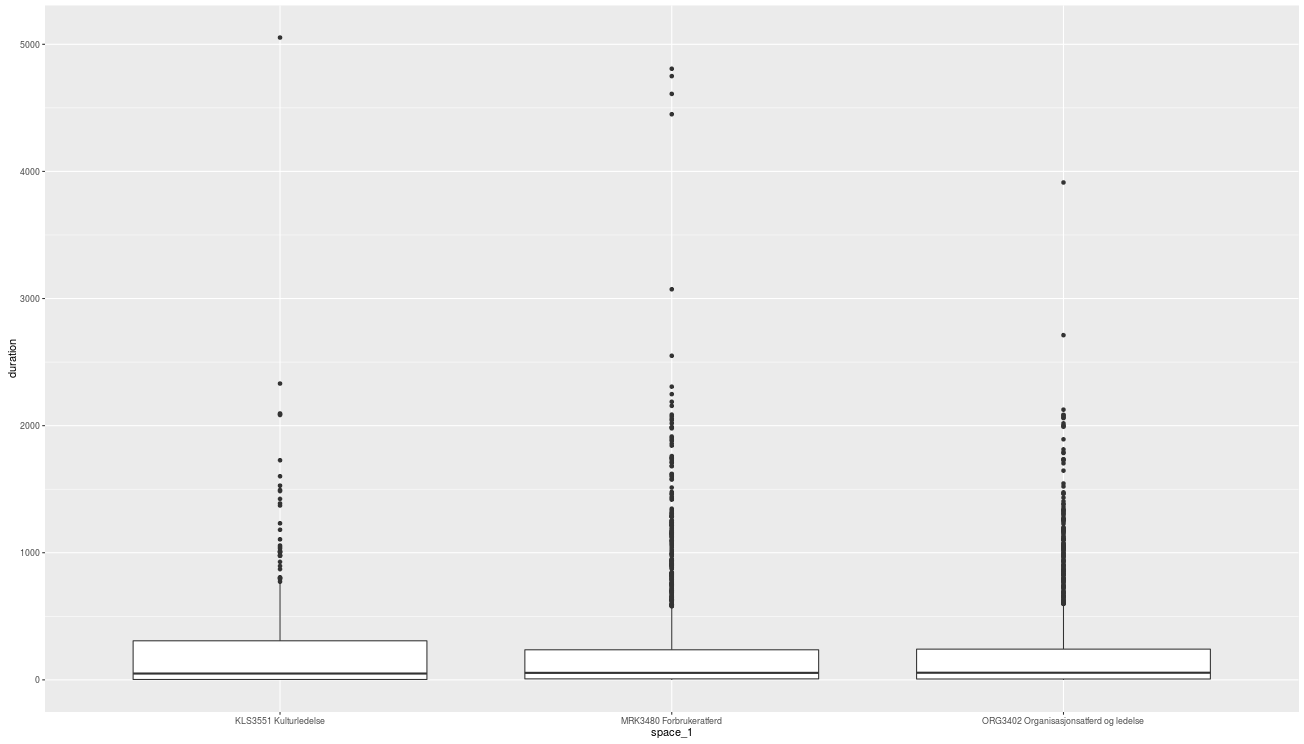 duration
5000
4000
3000
2000
1000
0
KLS3551 Kulturledelse
MRK3480 Forbrukeratferd
ORG3402 Organisasjonsatferd og ledelse
space_1